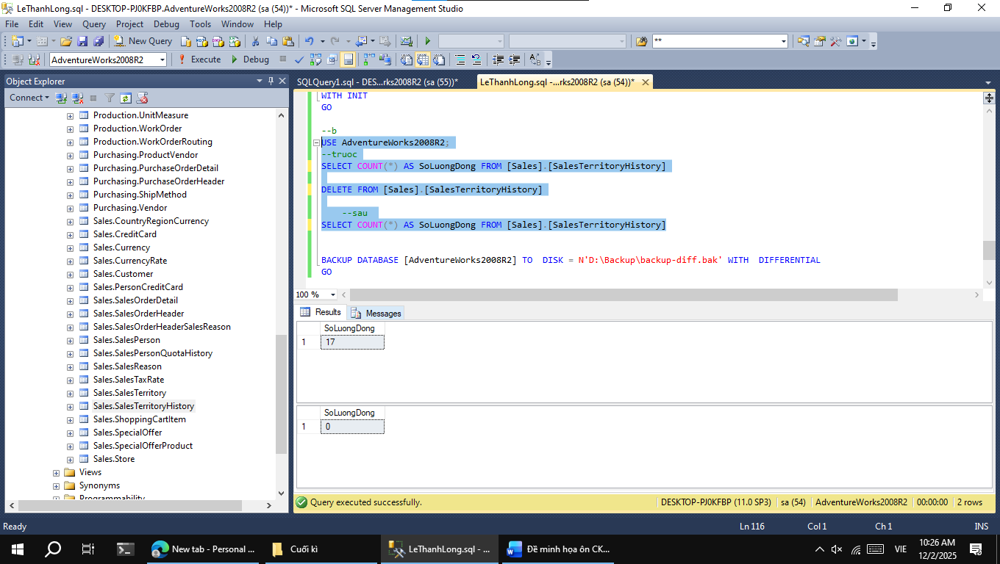 LeThanhLong.sql - DESKTOP-PJ0KFBP.AdventureWorks2008R2 (sa (54))* - Microsoft SQL Server Management Studio
File Edit View Query Project Debug Tools Window Help
New Query
**
AdventureWorks2008R2
Execute
Debug
Object Explorer
Connect
Production.UnitMeasure
Production.WorkOrder
Production.WorkOrderRouting
Purchasing.ProductVendor
Purchasing.PurchaseOrderDetail
Purchasing.PurchaseOrderHeader
Purchasing.ShipMethod
Purchasing.Vendor
Sales.CountryRegionCurrency
Sales.CreditCard
Sales.Currency
Sales.CurrencyRate
Sales.Customer
Sales.PersonCreditCard
Sales.SalesOrderDetail
Sales.SalesOrderHeader
Sales.SalesOrderHeaderSalesReason
Sales.SalesPerson
Sales.SalesPersonQuotaHistory
Sales.SalesReason
Sales.SalesTaxRate
Sales.SalesTerritory
Sales.SalesTerritoryHistory
Sales.ShoppingCartItem
Sales.SpecialOffer
Sales.SpecialOfferProduct
Sales.Store
Views
Synonyms
Programmability
SQLQuery1.sql - DES...rks2008R2 (sa (55))*
LeThanhLong.sql -...rks2008R2 (sa (54))*
WITH INIT
GO
--b
USE AdventureWorks2008R2;
--truoc
SELECT COUNT(*) AS SoLuongDong FROM [Sales].[SalesTerritoryHistory]
DELETE FROM [Sales].[SalesTerritoryHistory]
--sau
SELECT COUNT(*) AS SoLuongDong FROM [Sales].[SalesTerritoryHistory]
BACKUP DATABASE [AdventureWorks2008R2] TO  DISK = N'D:\Backup\backup-diff.bak' WITH  DIFFERENTIAL
GO
100 %
Results
Messages
SoLuongDong
1 17
SoLuongDong
1 0
Query executed successfully.
DESKTOP-PJ0KFBP (11.0 SP3)
sa (54)
AdventureWorks2008R2
00:00:00
2 rows
Ready
Ln 116
Col 1
Ch 1
INS
New tab - Personal ...
Cuối kì
LeThanhLong.sql - ...
Đề minh họa ôn CK...
VIE
10:26 AM
12/2/2025